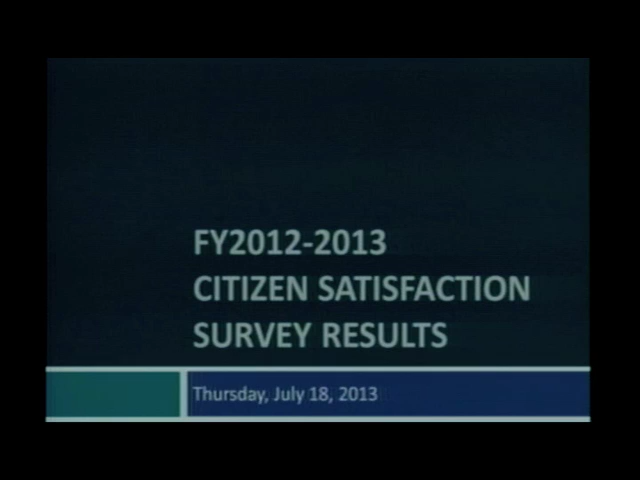 FY2012-2013
CITIZEN SATISFACTION
SURVEY RESULTS
Thursday, July 18, 2013